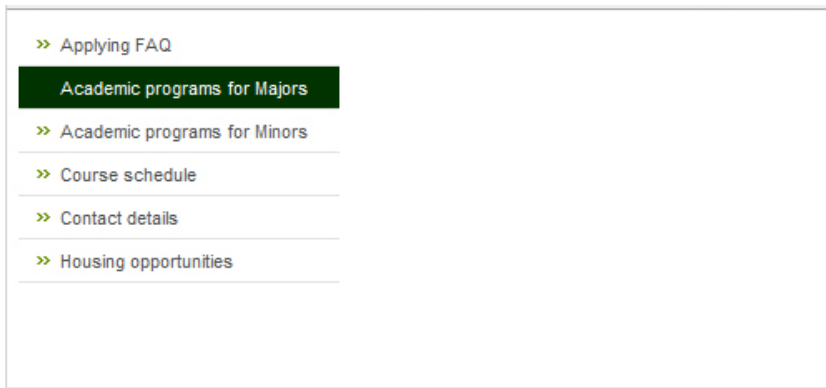 » Applying FAQ
Academic programs for Majors
» Academic programs for Minors
» Course schedule
» Contact details
» Housing opportunities